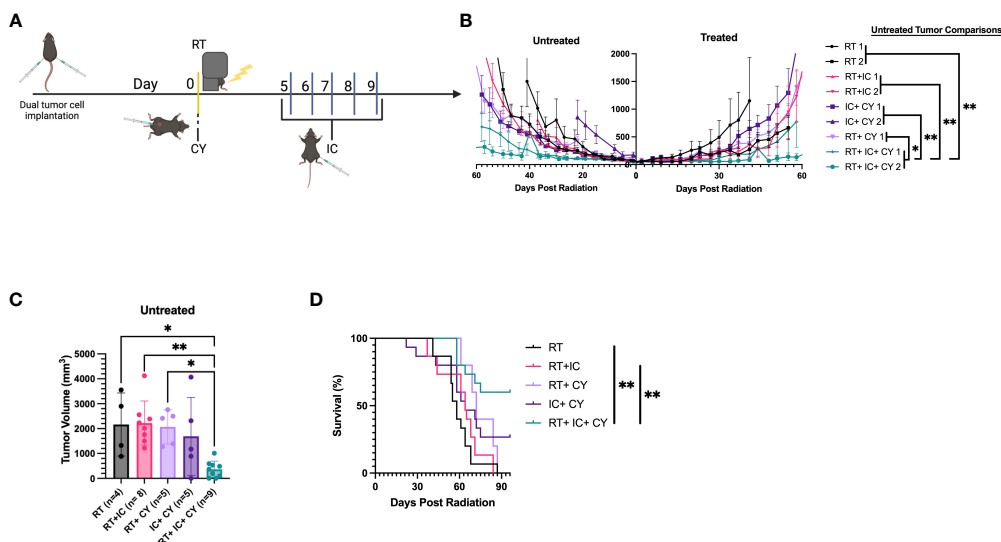 A
RT
Day
0
5 6 7 8 9
Dual tumor cell
implantation
CY
IC
B
Untreated
Treated
Untreated Tumor Comparisons
2000
1500
1000
500
60 40 20 0 30 60
Days Post Radiation
Days Post Radiation
RT 1
RT 2
RT+IC 1
RT+IC 2
IC+ CY 1
IC+ CY 2
RT+ CY 1
RT+ IC+ CY 1
RT+ IC+ CY 2
*
**
**
**
C
Untreated
*
**
*
Tumor Volume (mm³)
5000
4000
3000
2000
1000
0
RT (n=4)
RT+IC (n= 8)
RT+ CY (n=5)
IC+ CY (n=5)
RT+ IC+ CY (n=9)
D
Survival (%)
100
50
0
0 30 60 90
Days Post Radiation
RT
RT+IC
RT+ CY
IC+ CY
RT+ IC+ CY
**
**